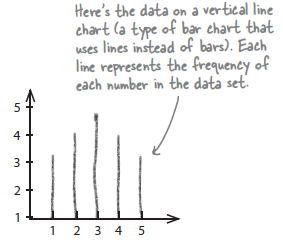 Here's the data on a vertical line
chart (a type of bar chart that
uses lines instead of bars). Each
line represents the frequency of
each number in the data set.
5
4
3
2
1
1 2 3 4 5